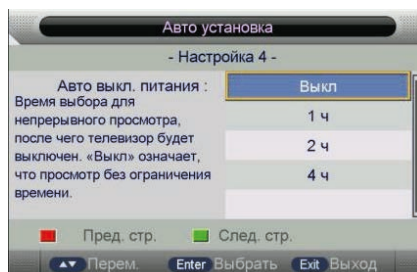 Авто установка
- Настройка 4 -
Авто выкл. питания :
Время выбора для
непрерывного просмотра,
после чего телевизор будет
выключен. «Выкл» означает,
что просмотр без ограничения
времени.
Выкл
1 ч
2 ч
4 ч
Пред. стр.
След. стр.
Перем.
Enter Выбрать
Exit Выход